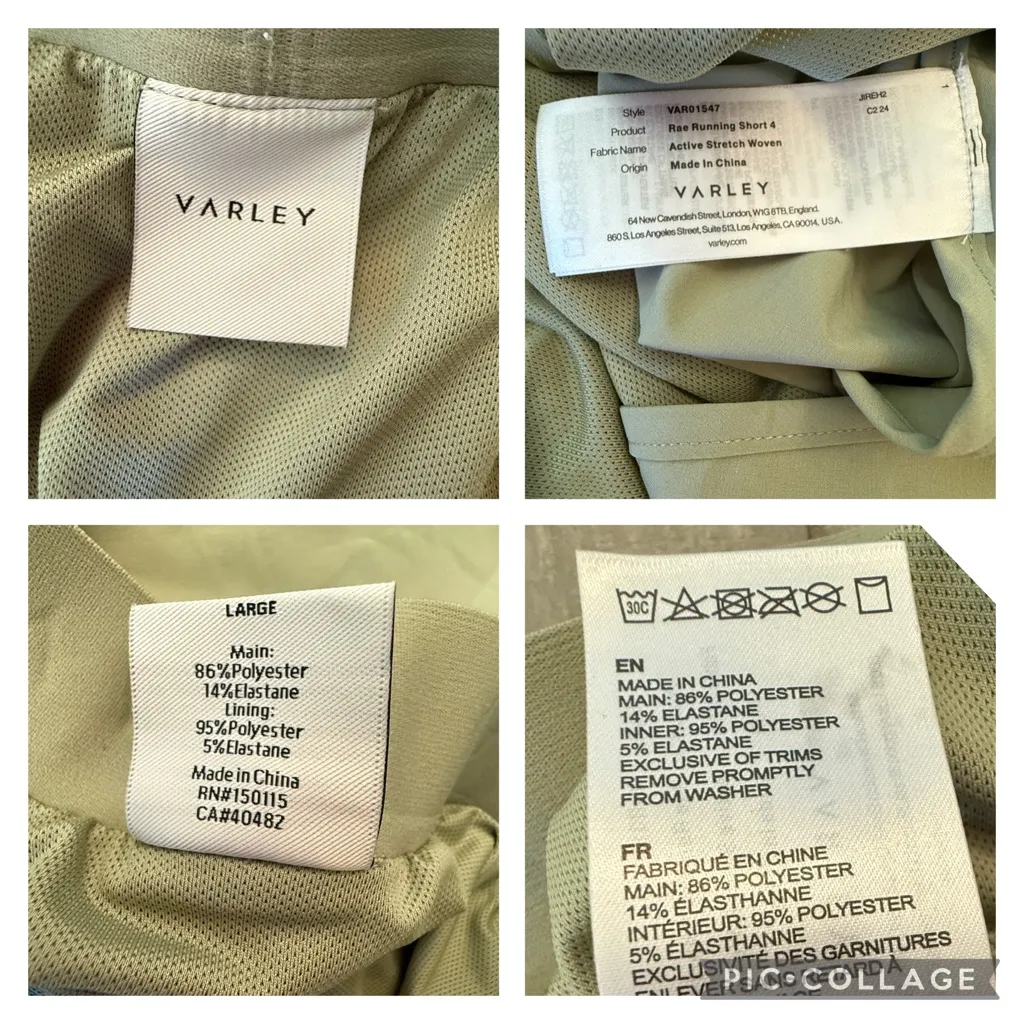 VARLEY
Style VAR01547
Product Rae Running Short 4
Fabric Name Active Stretch Woven
Origin Made In China
JIREH2
C2 24
1
VARLEY
64 New Cavendish Street, London, W1G 8TB, England.
860 S. Los Angeles Street, Suite 513, Los Angeles, CA 90014, U.S.A.
varley.com
LARGE
Main:
86%Polyester
14%Elastane
Lining:
95%Polyester
5%Elastane
Made in China
RN#150115
CA#40482
30C
EN
MADE IN CHINA
MAIN: 86% POLYESTER
14% ELASTANE
INNER: 95% POLYESTER
5% ELASTANE
EXCLUSIVE OF TRIMS
REMOVE PROMPTLY
FROM WASHER
FR
FABRIQUÉ EN CHINE
MAIN: 86% POLYESTER
14% ÉLASTHANNE
INTÉRIEUR: 95% POLYESTER
5% ÉLASTHANNE
EXCLUSIVITÉ DES GARNITURES
ENLEVER SANS
PIC•COLLAGE